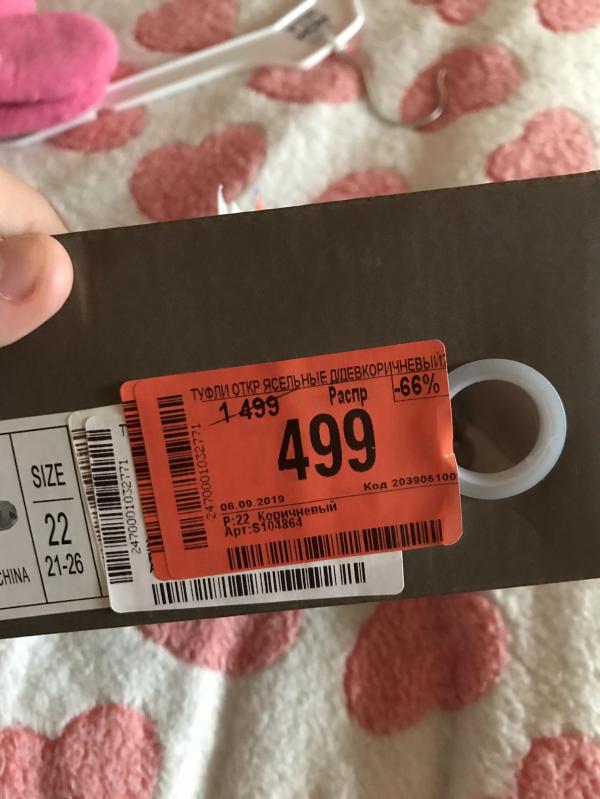 ТУФЛИ ОТКР ЯСЕЛЬНЫЕ Д/ДЕВКОРИЧНЕВЫЙ
1 499
Распр
-66%
499
2470001032771
06.09.2019
Код 203905100
Р:22 Коричневый
Арт:S104864
2470001032771
Т
SIZE
22
21-26
CHINA